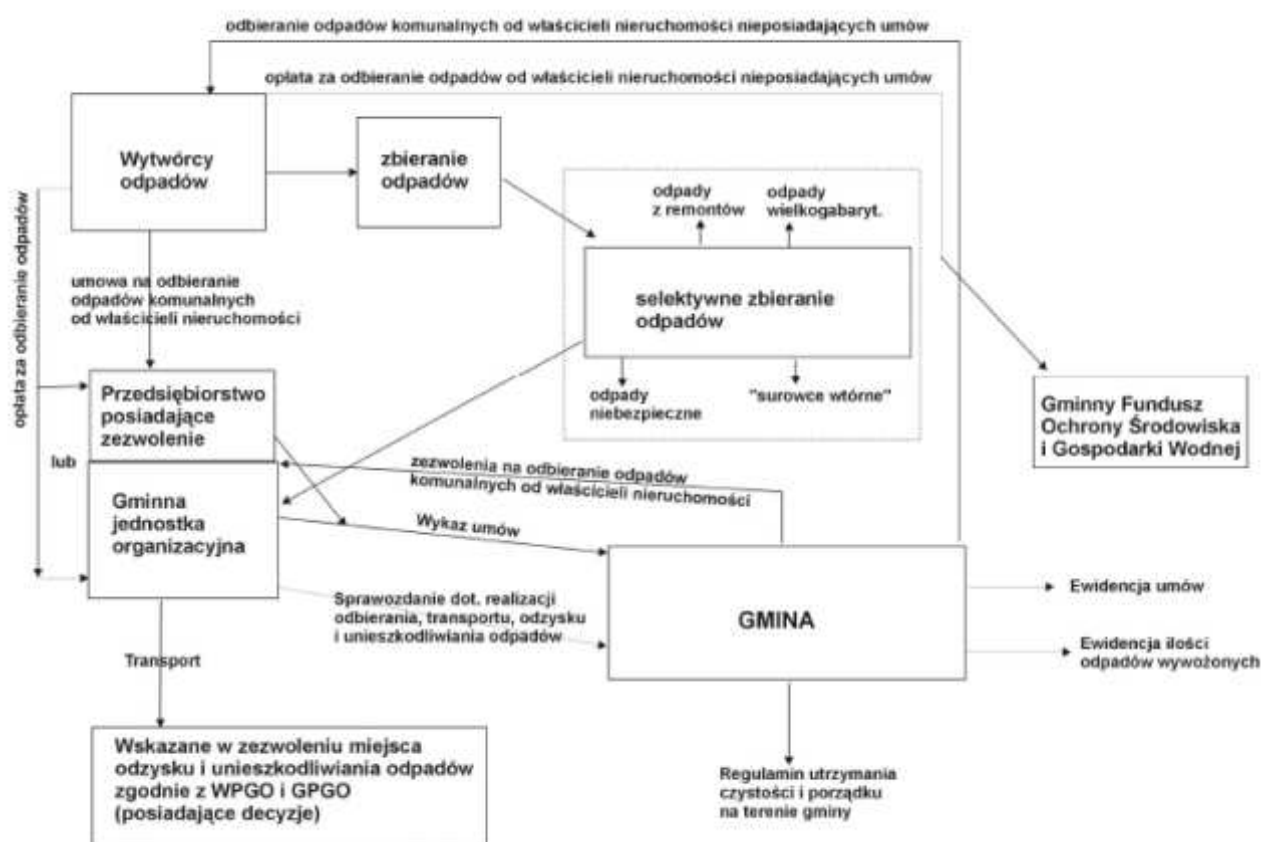 odbieranie odpadów komunalnych od właścicieli nieruchomości nieposiadających umów
opłata za odbieranie odpadów od właścicieli nieruchomości nieposiadających umów
Wytwórcy
odpadów
zbieranie
odpadów
odpady
z remontów
odpady
wielkogabaryt.
selektywne zbieranie
odpadów
odpady
niebezpieczne
"surowce wtórne"
opłata za odbieranie odpadów
umowa na odbieranie
odpadów komunalnych
od właścicieli nieruchomości
Przedsiębiorstwo
posiadające
zezwolenie
lub
Gminna
jednostka
organizacyjna
Gminny Fundusz
Ochrony Środowiska
i Gospodarki Wodnej
zezwolenia na odbieranie odpadów
komunalnych od właścicieli nieruchomości
Wykaz umów
Sprawozdanie dot. realizacji
odbierania, transportu, odzysku
i unieszkodliwiania odpadów
GMINA
Ewidencja umów
Ewidencja ilości
odpadów wywożonych
Transport
Wskazane w zezwoleniu miejsca
odzysku i unieszkodliwiania odpadów
zgodnie z WPGO i GPGO
(posiadające decyzje)
Regulamin utrzymania
czystości i porządku
na terenie gminy